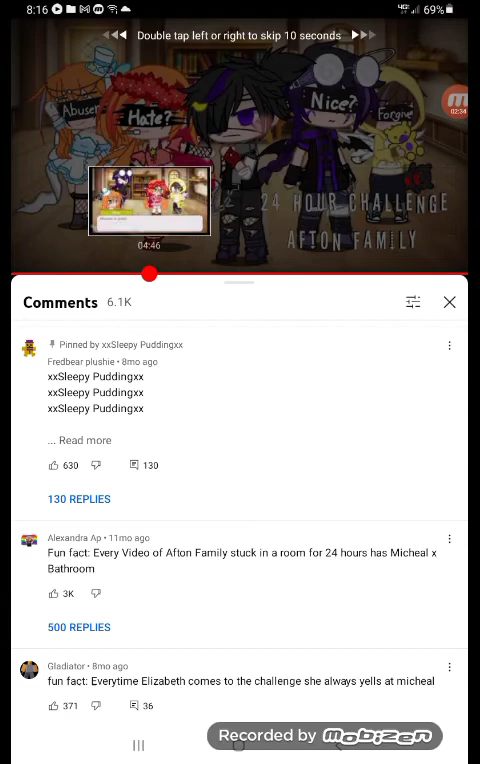 8:16
69%
Double tap left or right to skip 10 seconds
Abuser
Hate?
Nice?
Forgive
02:34
24 HOUR CHALLENGE
AFTON FAMILY
04:46
Comments 6.1K
Pinned by xxSleepy Puddingxx
Fredbear plushie • 8mo ago
xxSleepy Puddingxx
xxSleepy Puddingxx
xxSleepy Puddingxx
... Read more
630 130
130 REPLIES
Alexandra Ap • 11mo ago
Fun fact: Every Video of Afton Family stuck in a room for 24 hours has Micheal x
Bathroom
3K
500 REPLIES
Gladiator • 8mo ago
fun fact: Everytime Elizabeth comes to the challenge she always yells at micheal
371 36
Recorded by mobizen